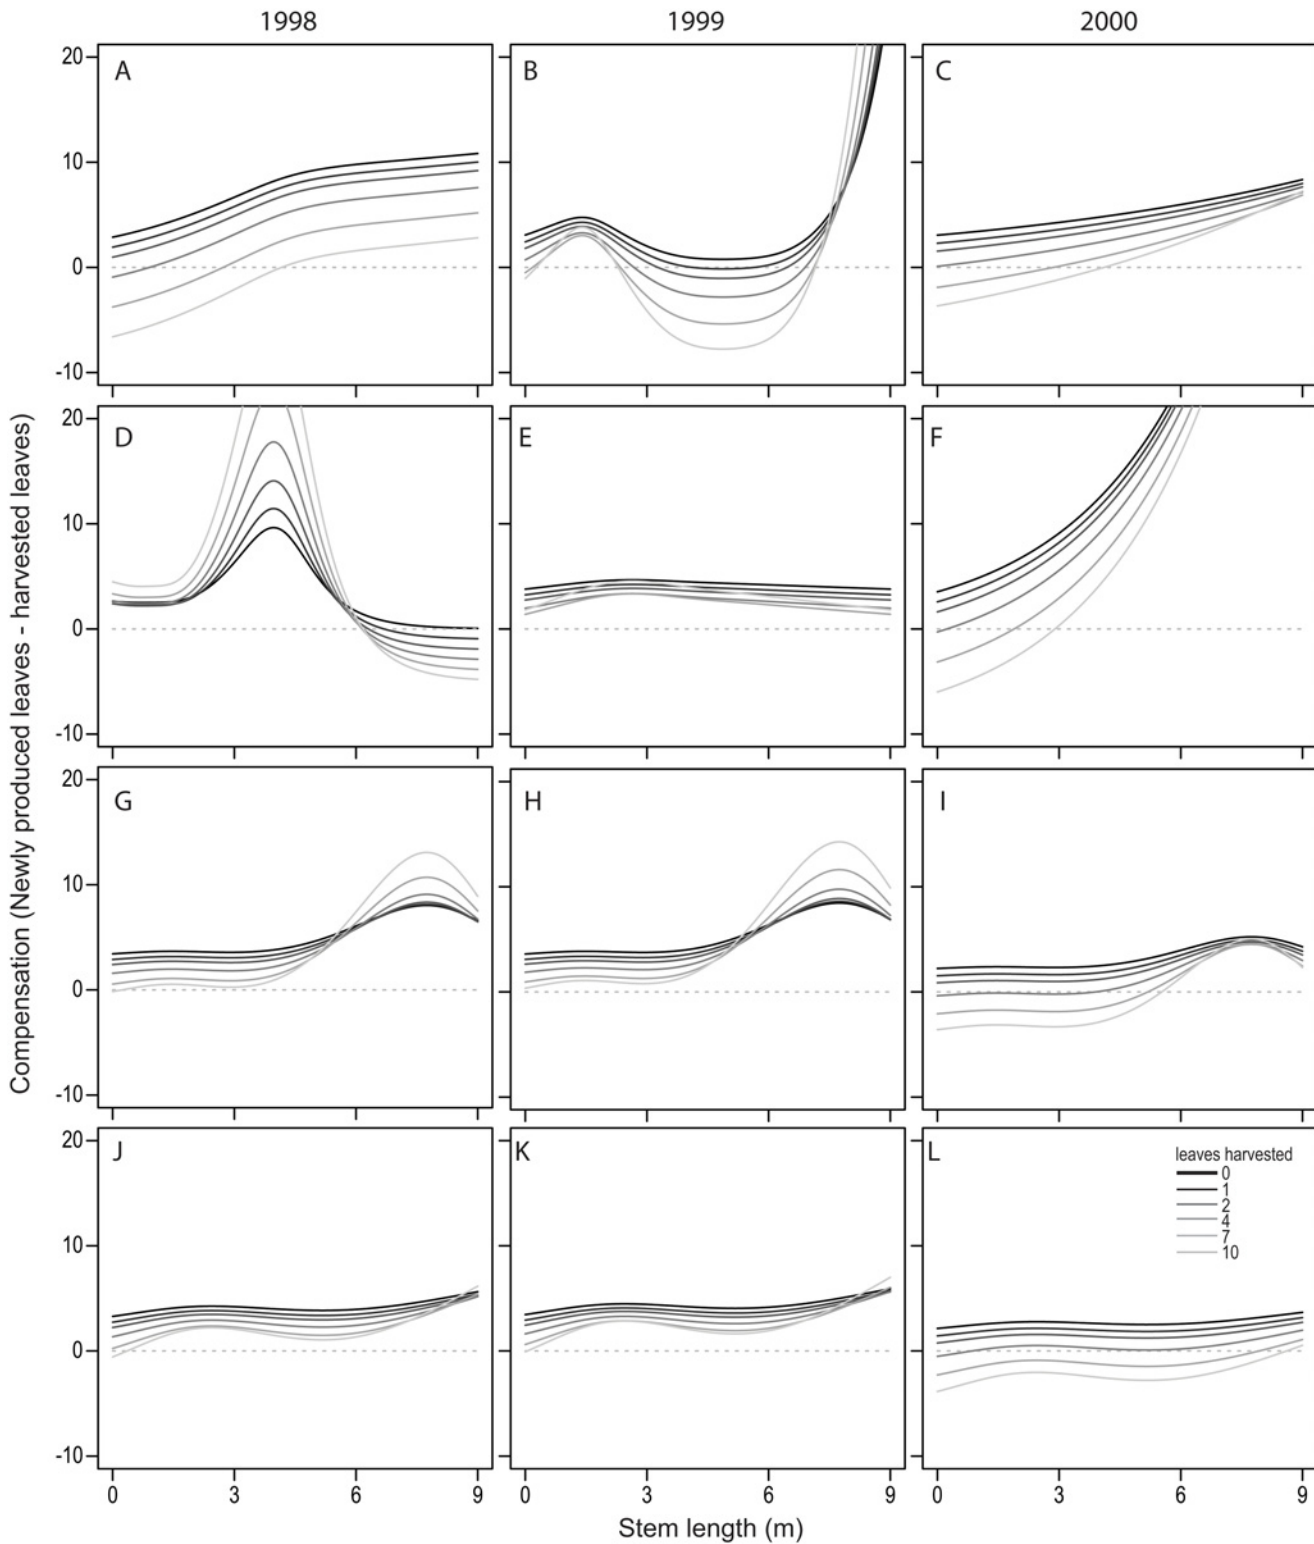 1998 1999 2000
A B C
20
10
0
-10
D E F
20
10
0
-10
G H I
20
10
0
-10
J K L
20
10
0
-10
leaves harvested
0
1
2
4
7
10
0 3 6 9 0 3 6 9 0 3 6 9
Stem length (m)
Compensation (Newly produced leaves - harvested leaves)